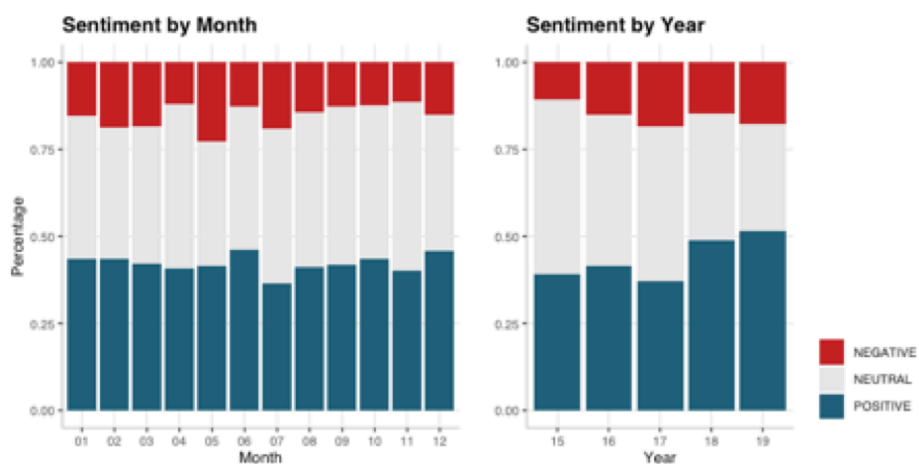 Sentiment by Month
Percentage
1.00
0.75
0.50
0.25
0.00
01 02 03 04 05 06 07 08 09 10 11 12
Month
Sentiment by Year
1.00
0.75
0.50
0.25
0.00
15 16 17 18 19
Year
NEGATIVE
NEUTRAL
POSITIVE